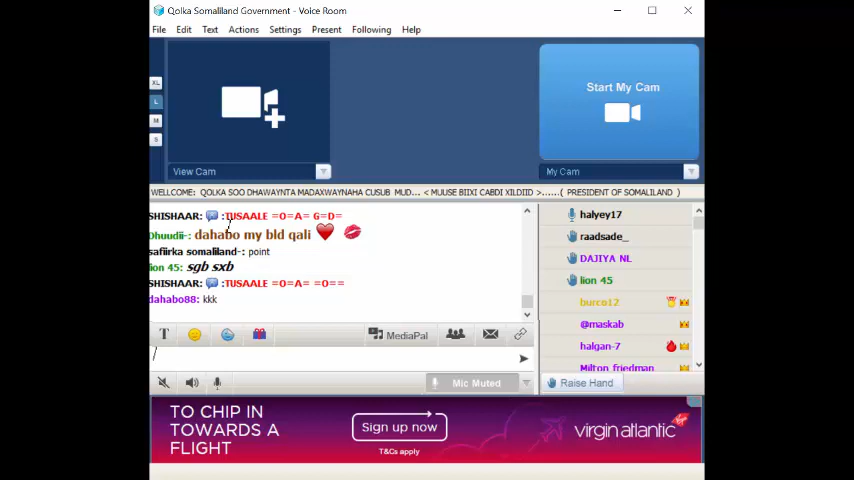 Qolka Somaliland Government - Voice Room
File Edit Text Actions Settings Present Following Help
XL
L
M
S
Start My Cam
View Cam
My Cam
WELLCOME: QOLKA SOO DHAWAYNTA MADAXWAYNAHA CUSUB MUD... < MUUSE BIIXI CABDI XILDIID >......( PRESIDENT OF SOMALILAND )
SHISHAAR: :TUSAALE =O=A= G=D=
Dhuudii-: dahabo my bld qali
safiirka somaliland-: point
lion 45: sgb sxb
SHISHAAR: :TUSAALE =O=A= =O==
dahabo88: kkk
halyey17
raadsade_
DAJIYA NL
lion 45
burco12
@maskab
halgan-7
Milton friedman
T
MediaPal
Mic Muted
Raise Hand
TO CHIP IN
TOWARDS A
FLIGHT
Sign up now
T&Cs apply
virgin atlantic